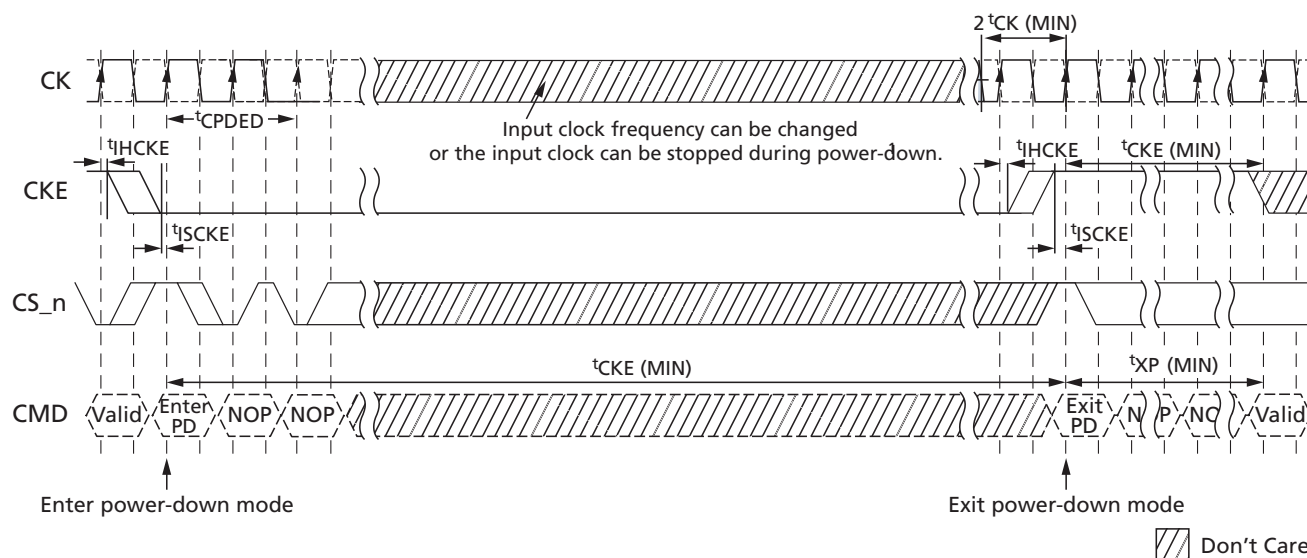 2 tCK (MIN)
CK
tCPDED
Input clock frequency can be changed
or the input clock can be stopped during power-down.1
tIHCKE
tIHCKE
tCKE (MIN)
CKE
tISCKE
tISCKE
CS_n
tCKE (MIN)
tXP (MIN)
CMD
Valid
Enter
PD
NOP
NOP
Exit
PD
N P
NO
Valid
Enter power-down mode
Exit power-down mode
Don't Care